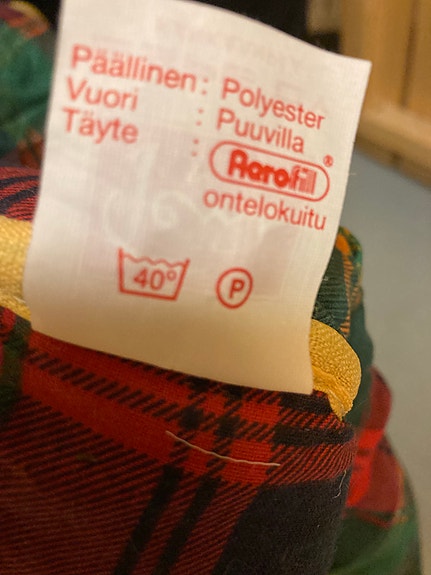 Päällinen: Polyester
Vuori : Puuvilla
Täyte : Aerofill®
ontelokuitu
40° P